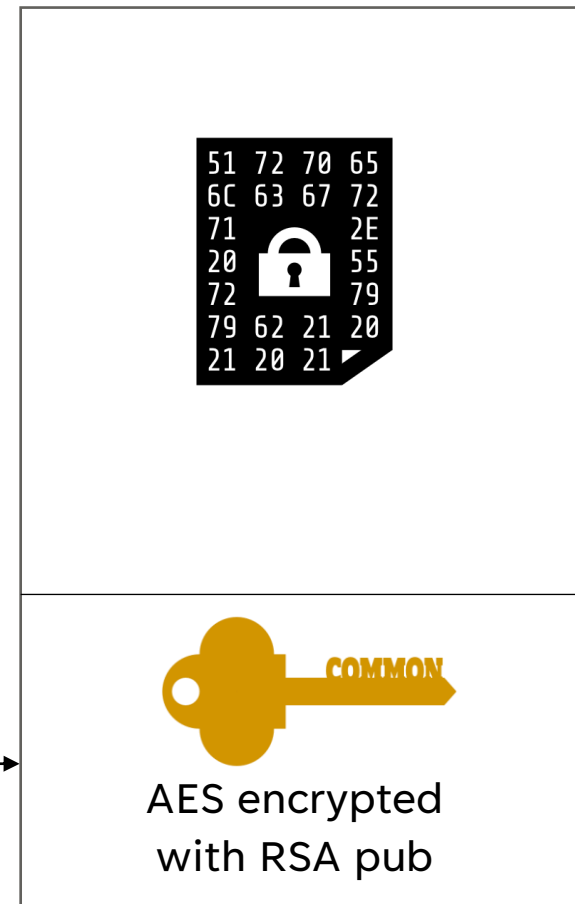 51 72 70 65
6C 63 67 72
71 2E
20 55
72 79
79 62 21 20
21 20 21
COMMON
AES encrypted
with RSA pub